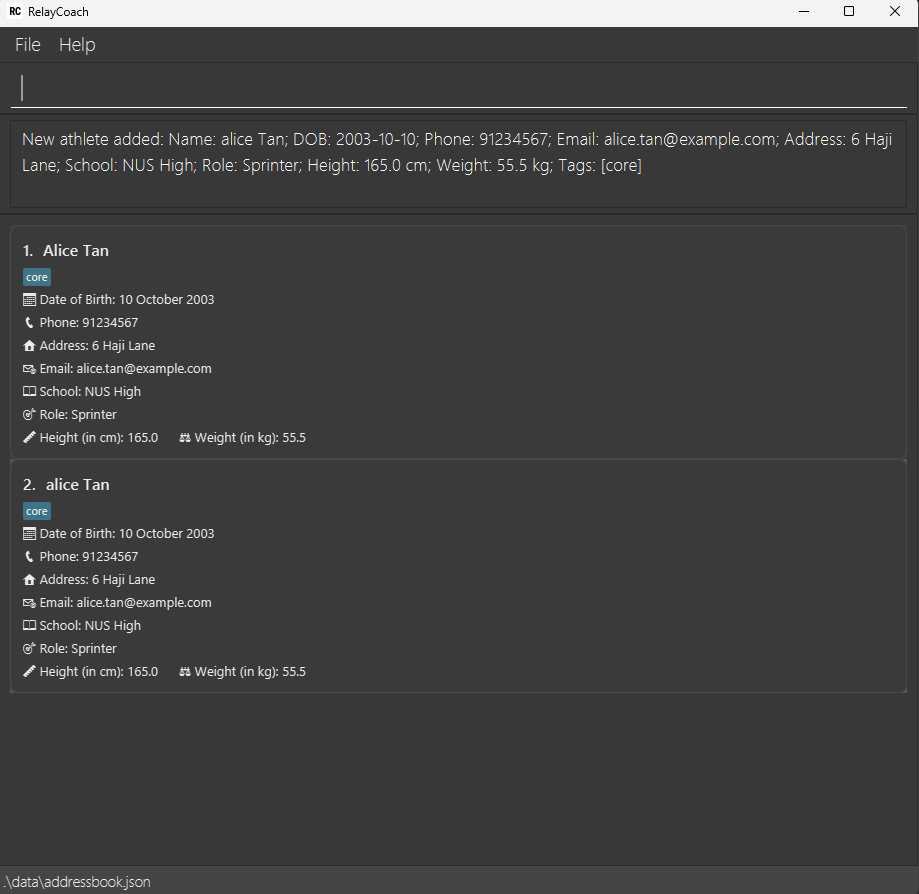 RC RelayCoach
File Help
New athlete added: Name: alice Tan; DOB: 2003-10-10; Phone: 91234567; Email: alice.tan@example.com; Address: 6 Haji
Lane; School: NUS High; Role: Sprinter; Height: 165.0 cm; Weight: 55.5 kg; Tags: [core]
1. Alice Tan
core
Date of Birth: 10 October 2003
Phone: 91234567
Address: 6 Haji Lane
Email: alice.tan@example.com
School: NUS High
Role: Sprinter
Height (in cm): 165.0 Weight (in kg): 55.5
2. alice Tan
core
Date of Birth: 10 October 2003
Phone: 91234567
Address: 6 Haji Lane
Email: alice.tan@example.com
School: NUS High
Role: Sprinter
Height (in cm): 165.0 Weight (in kg): 55.5
.\data\addressbook.json